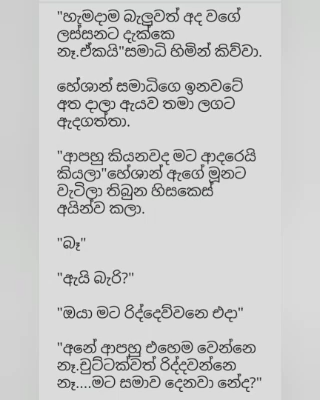 "හැමදාම බැලුවත් අද වගේ
ලස්සනට දැක්කෙ
නෑ.ඒකයි"සමාධි හිමින් කිව්වා.
හේශාන් සමාධිගෙ ඉනවටේ
අත දාලා ඇයව තමා ලගට
ඇදගත්තා.
"ආපහු කියනවද මට ආදරෙයි
කියලා"හේශාන් ඇගේ මූනට
වැටිලා තිබුන හිසකෙස්
අයින්ව කලා.
"බෑ"
"ඇයි බැරි?"
"ඔයා මට රිද්දෙව්වනෙ එදා"
"අනේ ආපහු එහෙම වෙන්නෙ
නෑ.චුට්ටක්වත් රිද්දවන්නෙ
නෑ....මට සමාව දෙනවා නේද?"